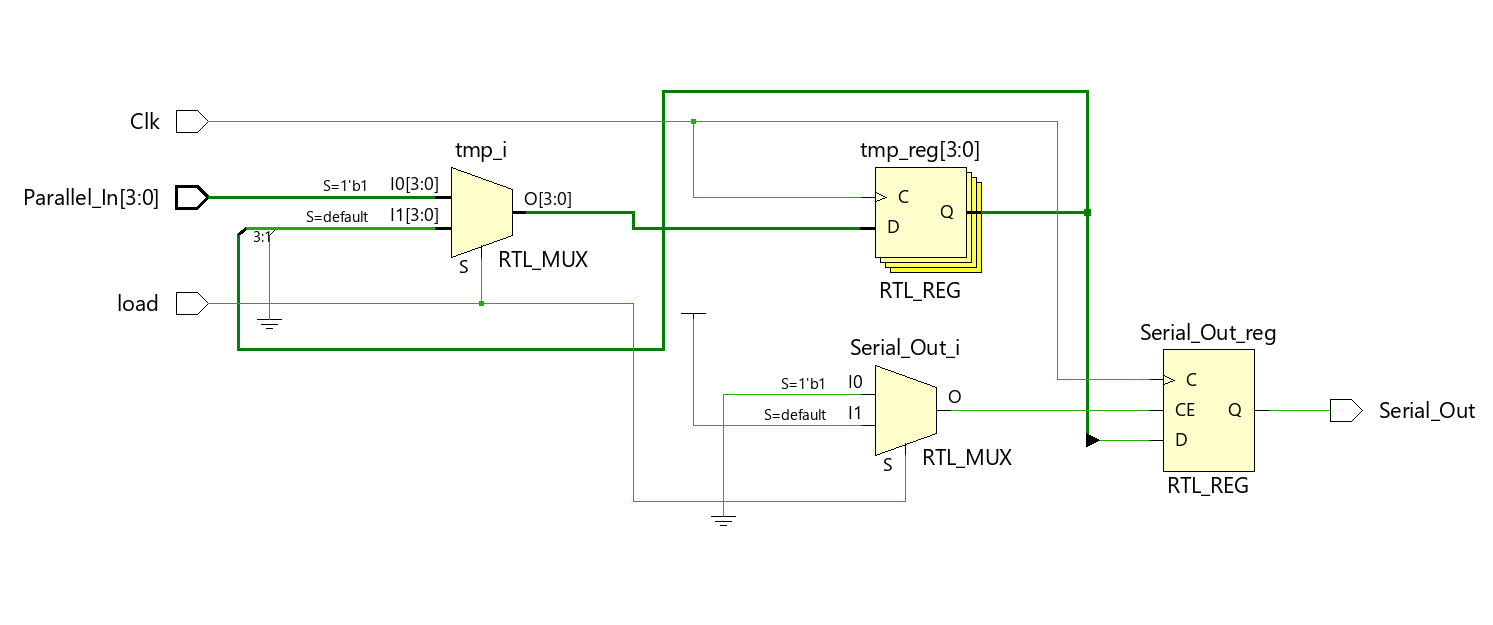 Clk
tmp_i
tmp_reg[3:0]
Parallel_In[3:0]
S=1'b1
I0[3:0]
S=default
I1[3:0]
O[3:0]
C
D
Q
3:1
S
RTL_MUX
RTL_REG
load
Serial_Out_i
S=1'b1
I0
S=default
I1
O
S
RTL_MUX
Serial_Out_reg
C
CE
Q
D
RTL_REG
Serial_Out